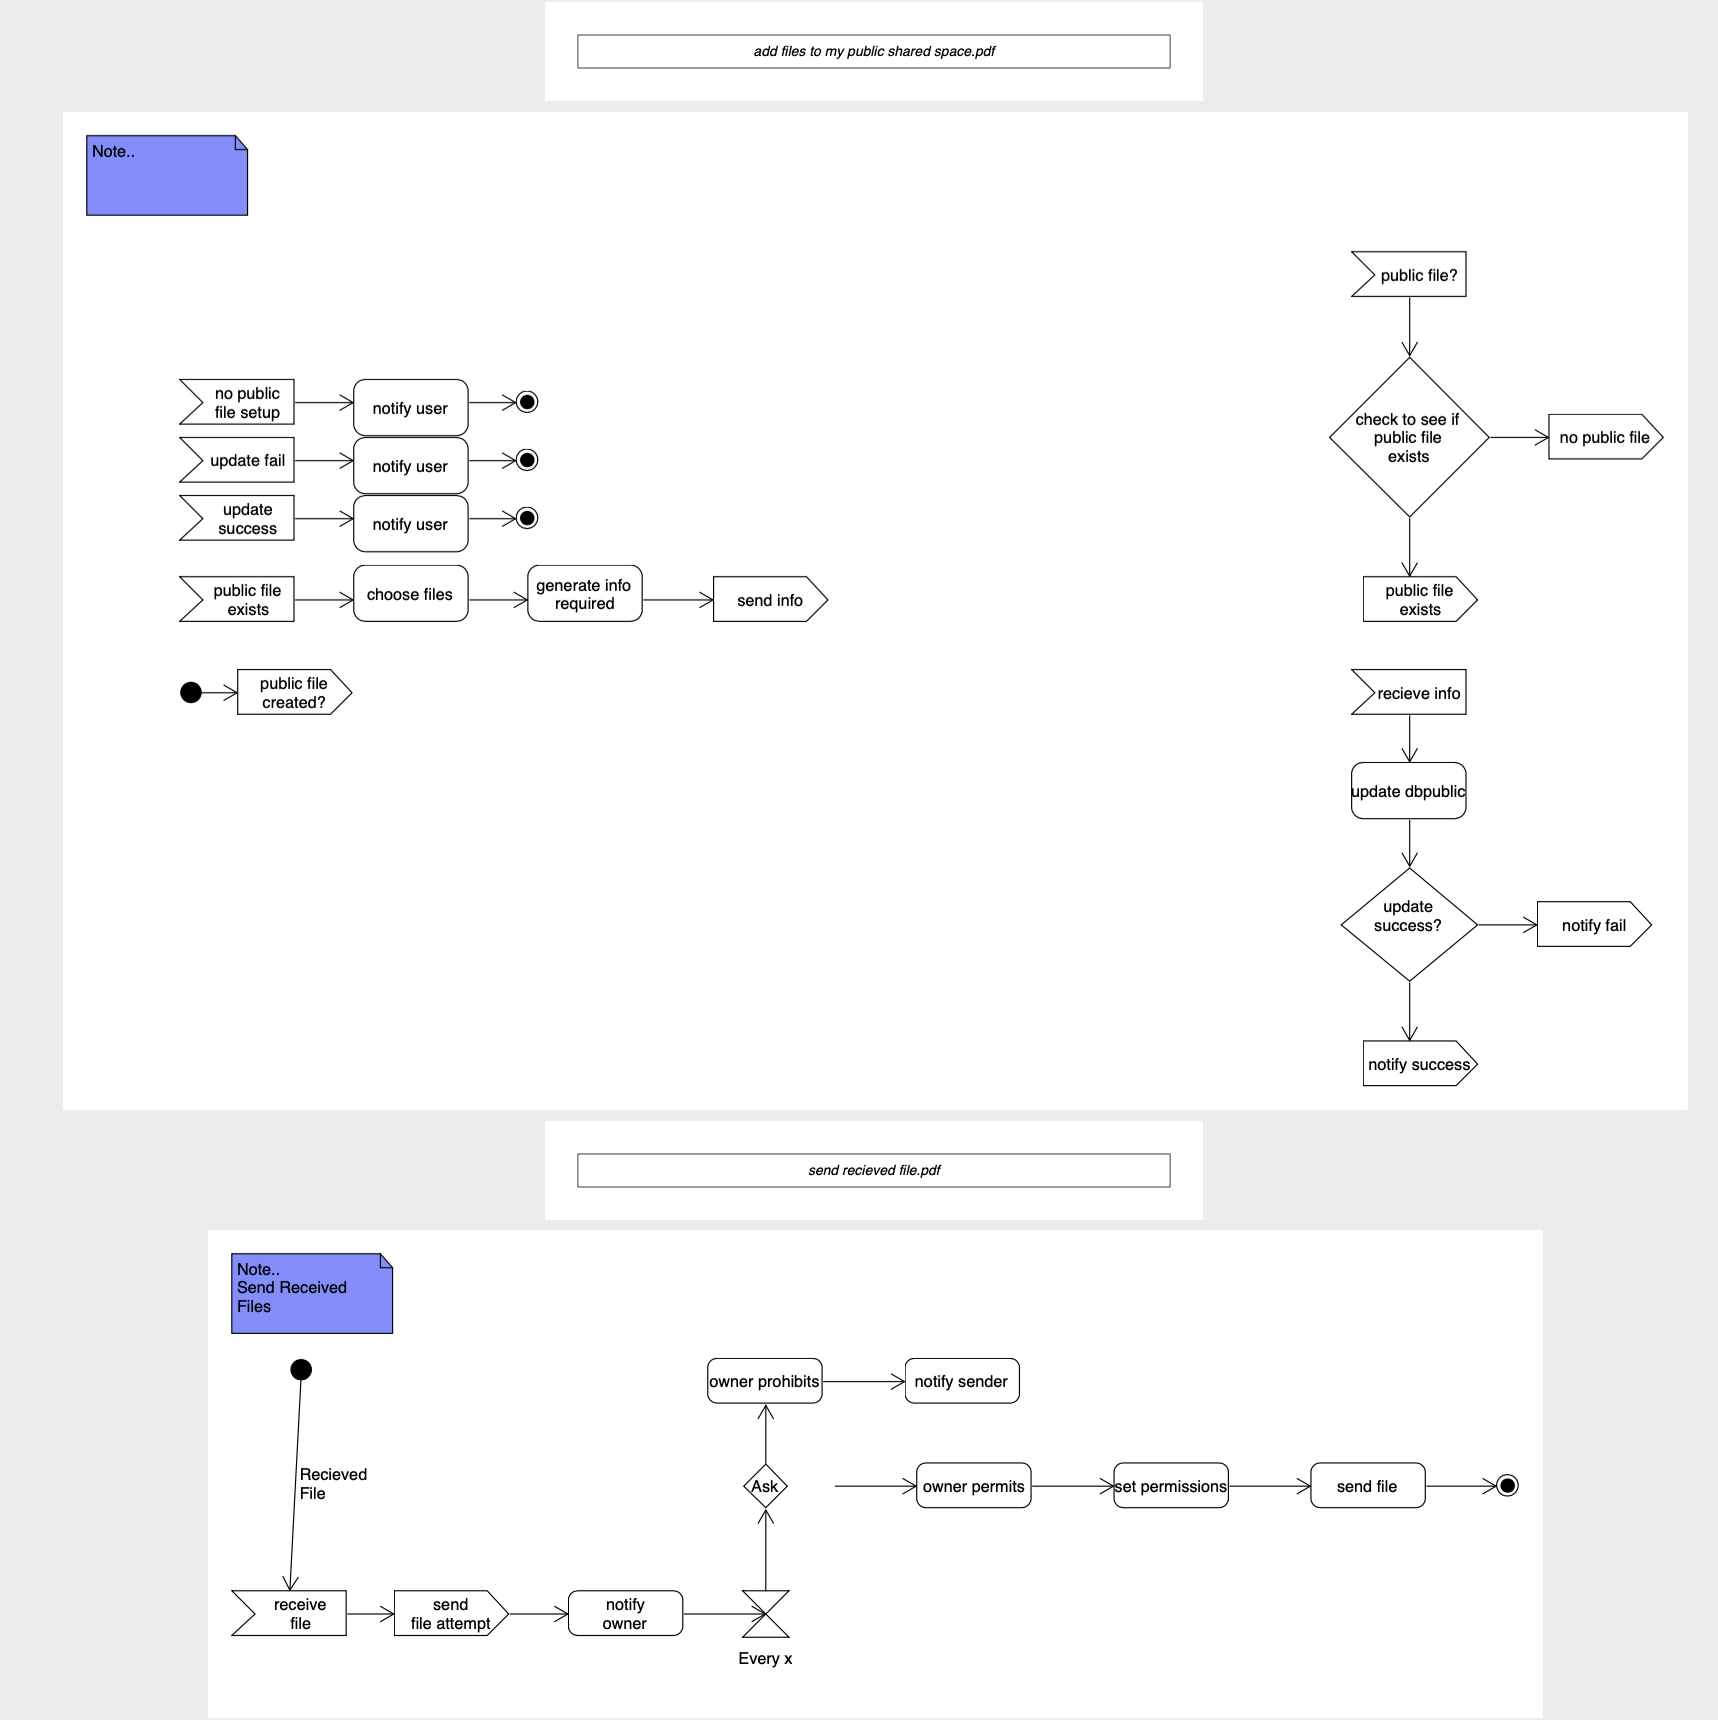 add files to my public shared space.pdf
Note..
public file?
check to see if
public file
exists
no public file
public file
exists
no public
file setup
notify user
update fail
notify user
update
success
notify user
public file
exists
choose files
generate info
required
send info
public file
created?
recieve info
update dbpublic
update
success?
notify fail
notify success
send recieved file.pdf
Note..
Send Received
Files
Recieved
File
owner prohibits
notify sender
Ask
owner permits
set permissions
send file
receive
file
send
file attempt
notify
owner
Every x